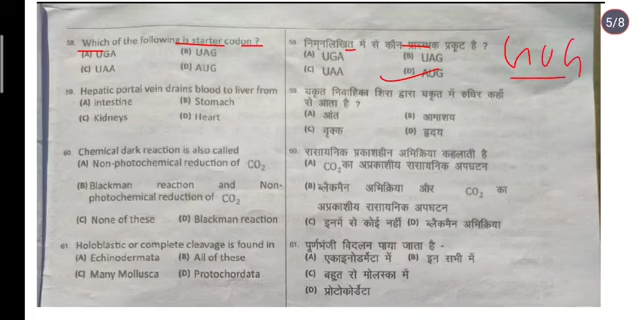 5/8
58. Which of the following is starter codon ?
(A) UGA (B) UAG
(C) UAA (D) AUG
59. Hepatic portal vein drains blood to liver from
(A) intestine (B) Stomach
(C) Kidneys (D) Heart
60. Chemical dark reaction is also called
(A) Non-photochemical reduction of CO2
(B) Blackman reaction and Non-
photochemical reduction of CO2
(C) None of these (D) Blackman reaction
61. Holoblastic or complete cleavage is found in
(A) Echinodermata (B) All of these
(C) Many Mollusca (D) Protochordata
58. निम्नलिखित में से कौन प्रारम्भक प्रकूट है ?
(A) UGA (B) UAG
(C) UAA (D) AUG
59. यकृत निवाहिका शिरा द्वारा यकृत में रुधिर कहाँ
से आता है ?
(A) आंत (B) आमाशय
(C) वृक्क (D) हृदय
60. रासायनिक प्रकाशहीन अभिक्रिया कहलाती है
(A) CO2 का अप्रकाशीय रासायनिक अपघटन
(B) ब्लैकमैन अभिक्रिया और CO2 का
अप्रकाशीय रासायनिक अपघटन
(C) इनमें से कोई नहीं (D) ब्लैकमैन अभिक्रिया
61. पूर्णभंजी विदलन पाया जाता है -
(A) एकाइनोडर्मेटा में (B) इन सभी में
(C) बहुत से मोलस्का में
(D) प्रोटोकोर्डेटा